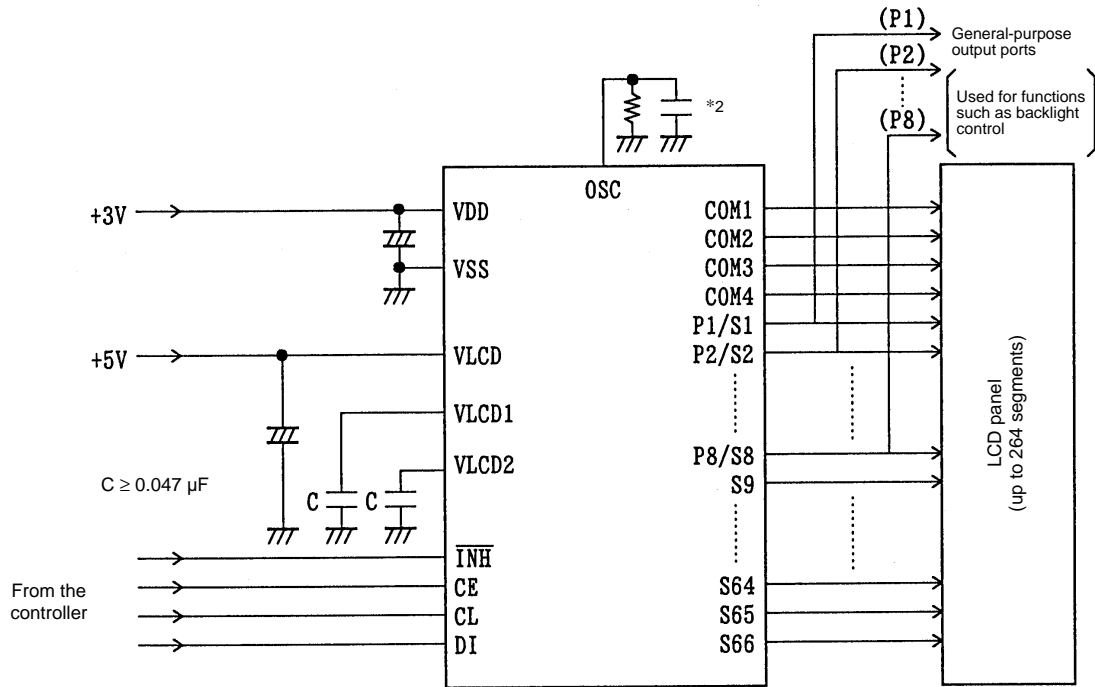 (P1)
General-purpose
output ports
(P2)
Used for functions
such as backlight
control
(P8)
*2
OSC
+3V
VDD
VSS
+5V
VLCD
VLCD1
VLCD2
C ≥ 0.047 µF
C
C
From the
controller
INH
CE
CL
DI
COM1
COM2
COM3
COM4
P1/S1
P2/S2
P8/S8
S9
S64
S65
S66
LCD panel
(up to 264 segments)